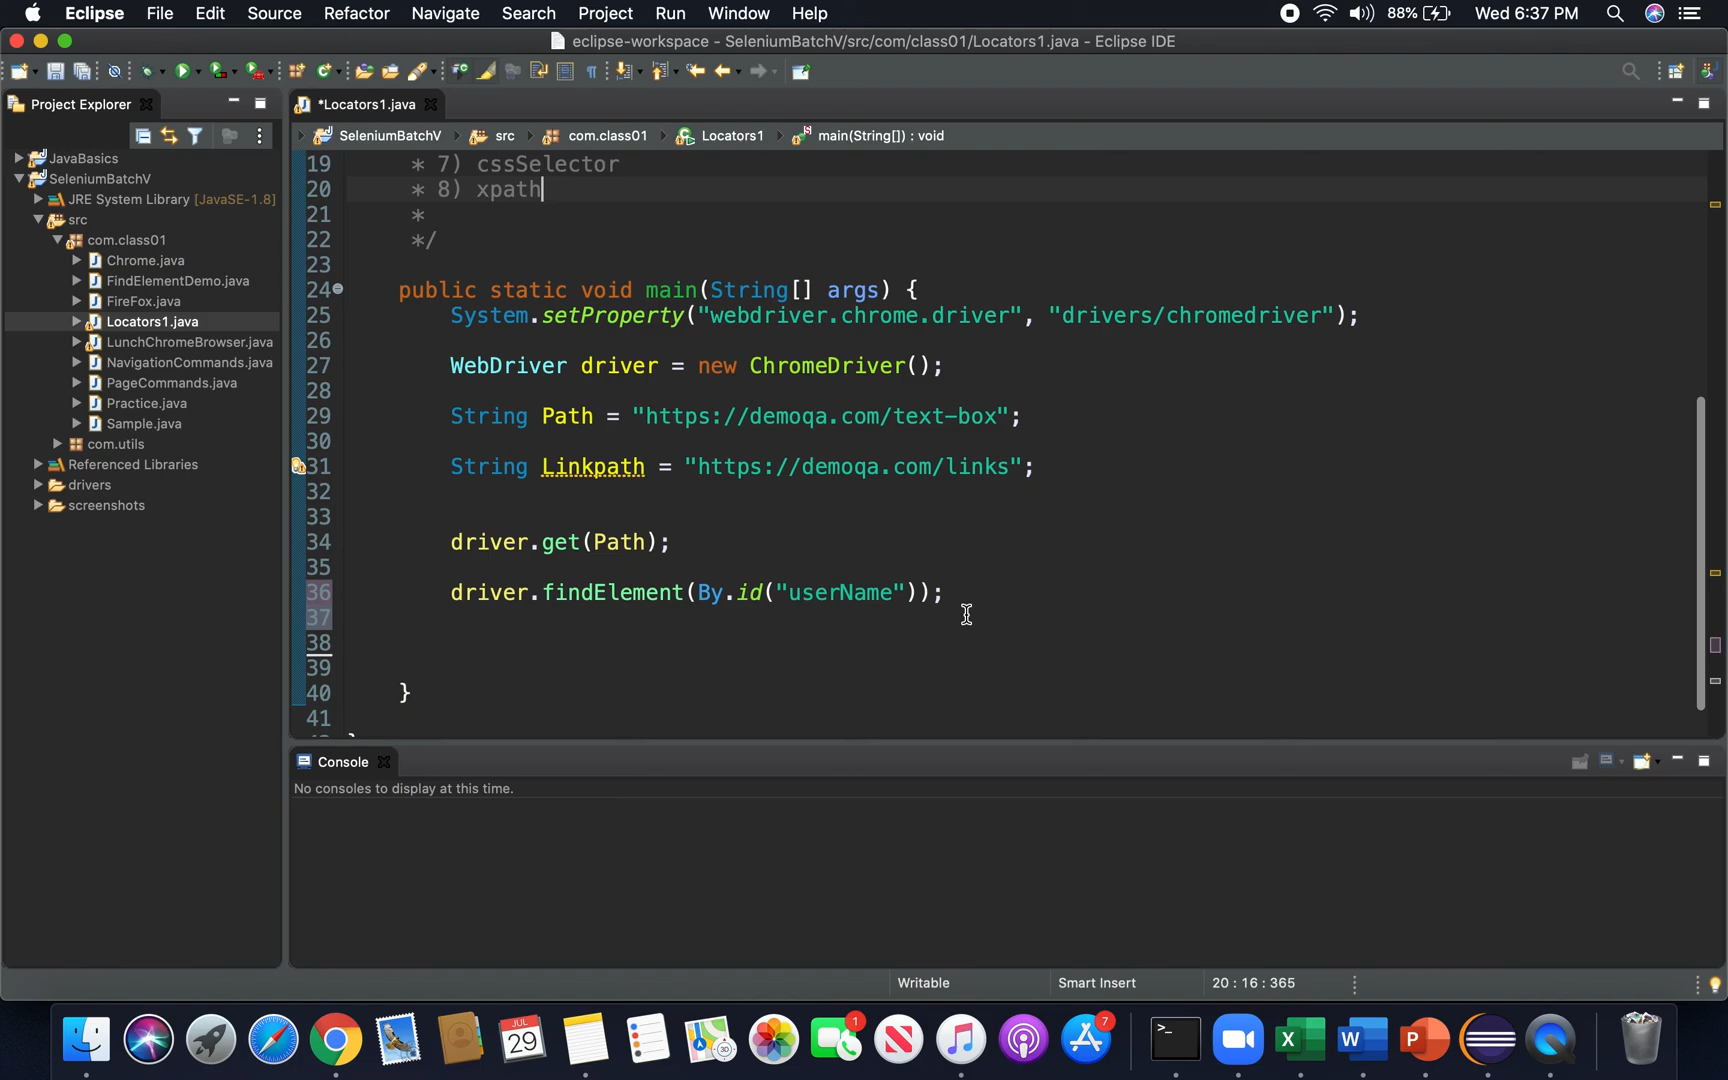 Eclipse File Edit Source Refactor Navigate Search Project Run Window Help 88% Wed 6:37 PM
eclipse-workspace - SeleniumBatchV/src/com/class01/Locators1.java - Eclipse IDE
Project Explorer
*Locators1.java
SeleniumBatchV src com.class01 Locators1 main(String[]) : void
JavaBasics
SeleniumBatchV
JRE System Library [JavaSE-1.8]
src
com.class01
Chrome.java
FindElementDemo.java
FireFox.java
Locators1.java
LunchChromeBrowser.java
NavigationCommands.java
PageCommands.java
Practice.java
Sample.java
com.utils
Referenced Libraries
drivers
screenshots
19 * 7) cssSelector
20 * 8) xpath
21 *
22 */
23
24 public static void main(String[] args) {
25 System.setProperty("webdriver.chrome.driver", "drivers/chromedriver");
26
27 WebDriver driver = new ChromeDriver();
28
29 String Path = "https://demoqa.com/text-box";
30
31 String Linkpath = "https://demoqa.com/links";
32
33
34 driver.get(Path);
35
36 driver.findElement(By.id("userName"));
37
38
39
40 }
41
Console
No consoles to display at this time.
Writable Smart Insert 20 : 16 : 365
JUL
29
1
7